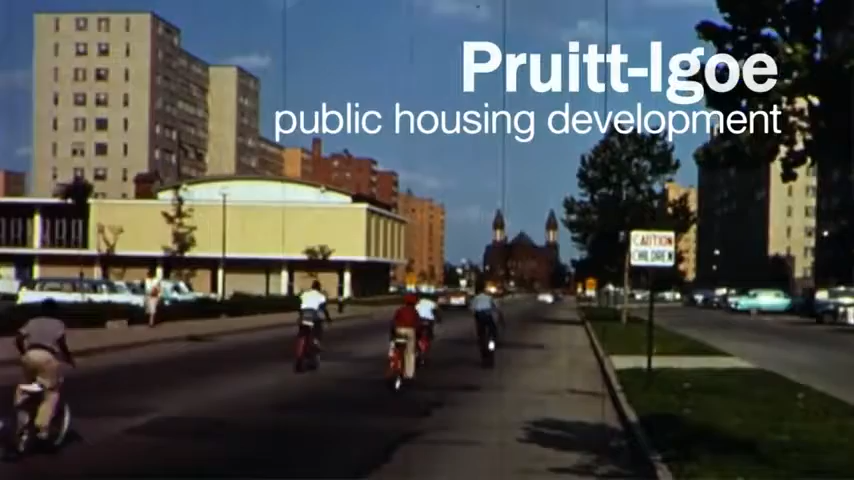 Pruitt-Igoe
public housing development
CAUTION
CHILDREN